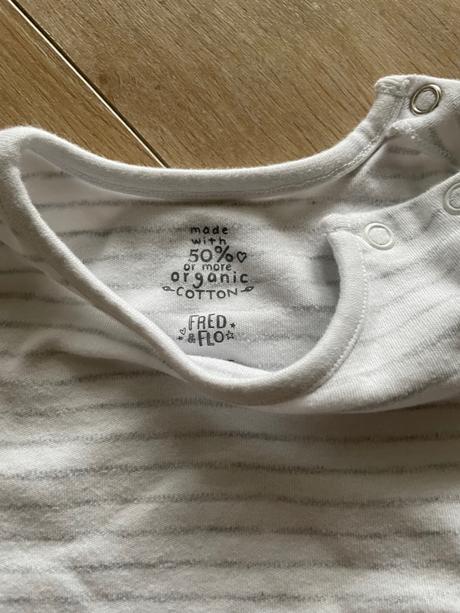 made
with
50%
or more
organic
COTTON
FRED
& FLO